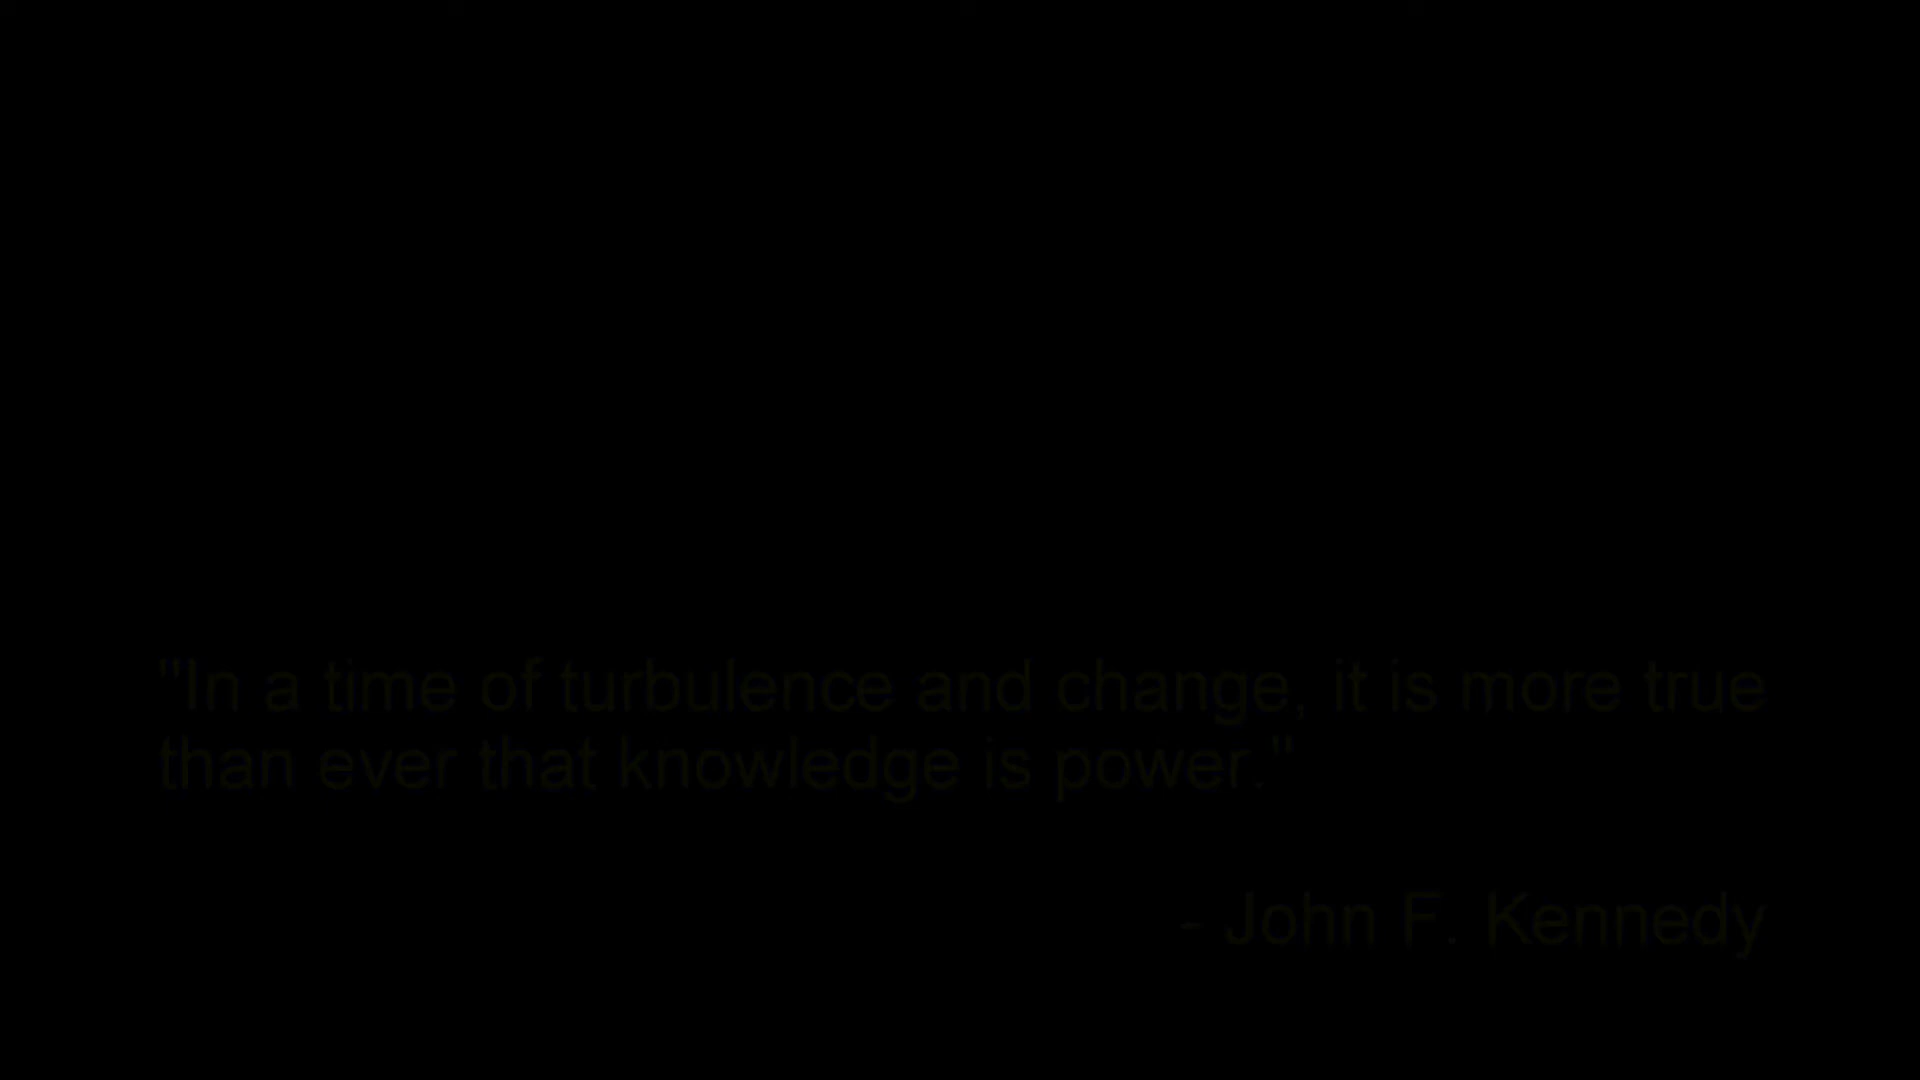 "In a time of turbulence and change, it is more true
than ever that knowledge is power."
- John F. Kennedy